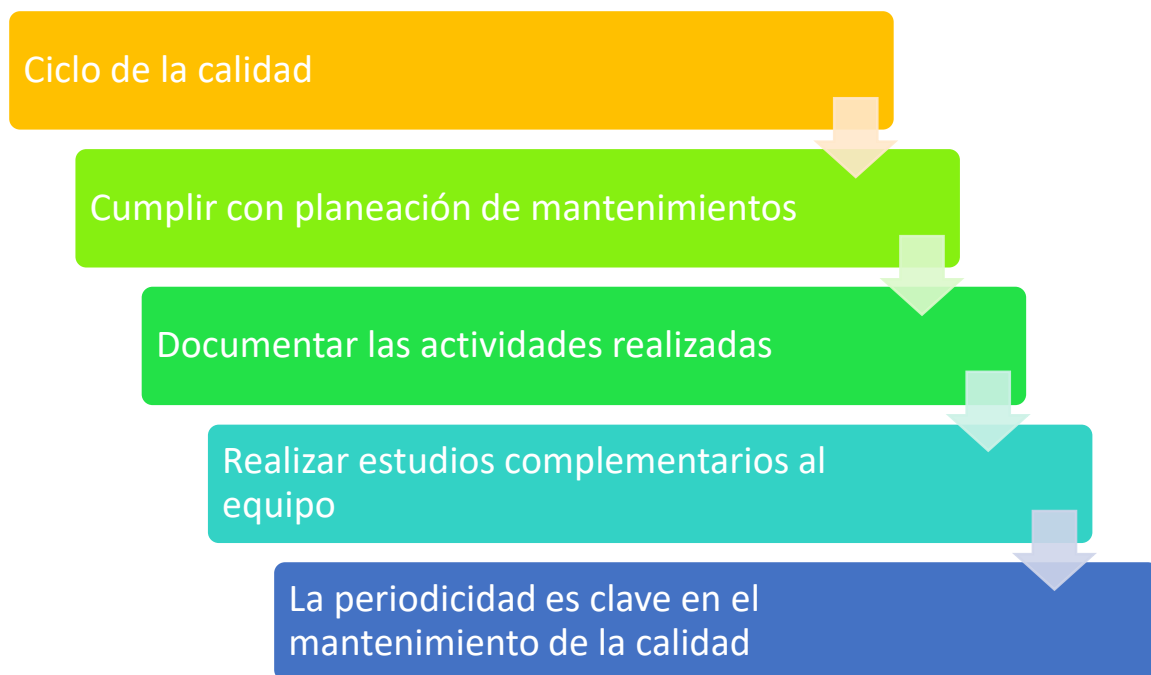 Ciclo de la calidad
Cumplir con planeación de mantenimientos
Documentar las actividades realizadas
Realizar estudios complementarios al
equipo
La periodicidad es clave en el
mantenimiento de la calidad